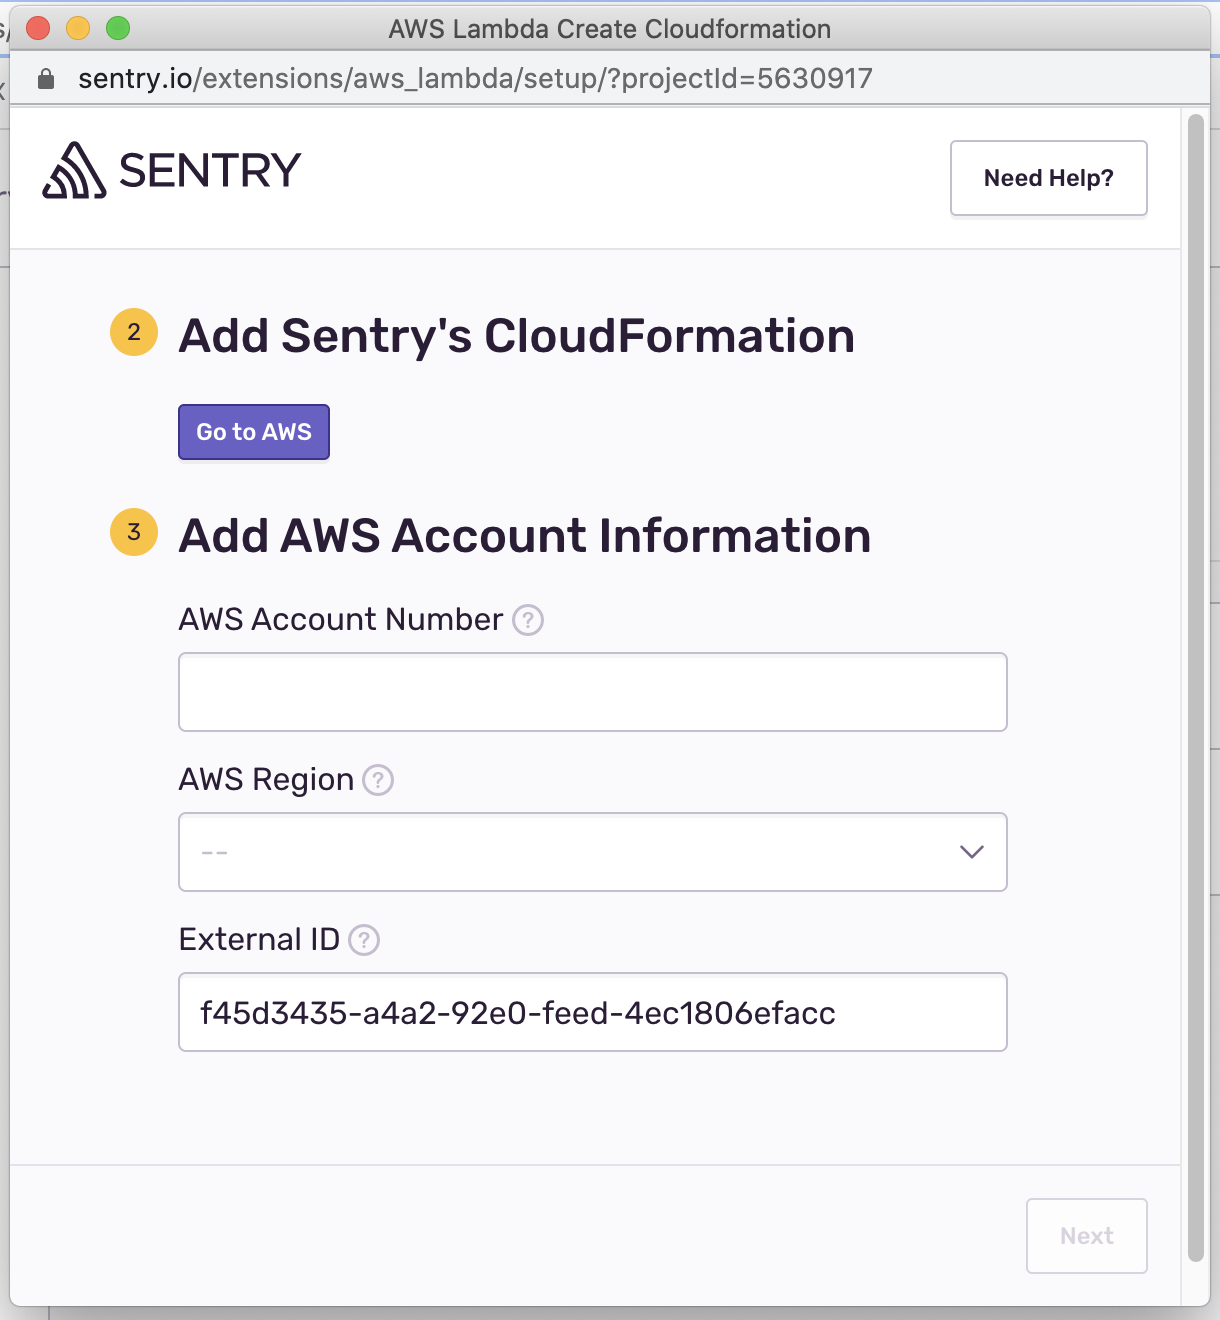 AWS Lambda Create Cloudformation
sentry.io/extensions/aws_lambda/setup/?projectId=5630917
SENTRY
Need Help?
2 Add Sentry's CloudFormation
Go to AWS
3 Add AWS Account Information
AWS Account Number ?
AWS Region ?
--
External ID ?
f45d3435-a4a2-92e0-feed-4ec1806efacc
Next